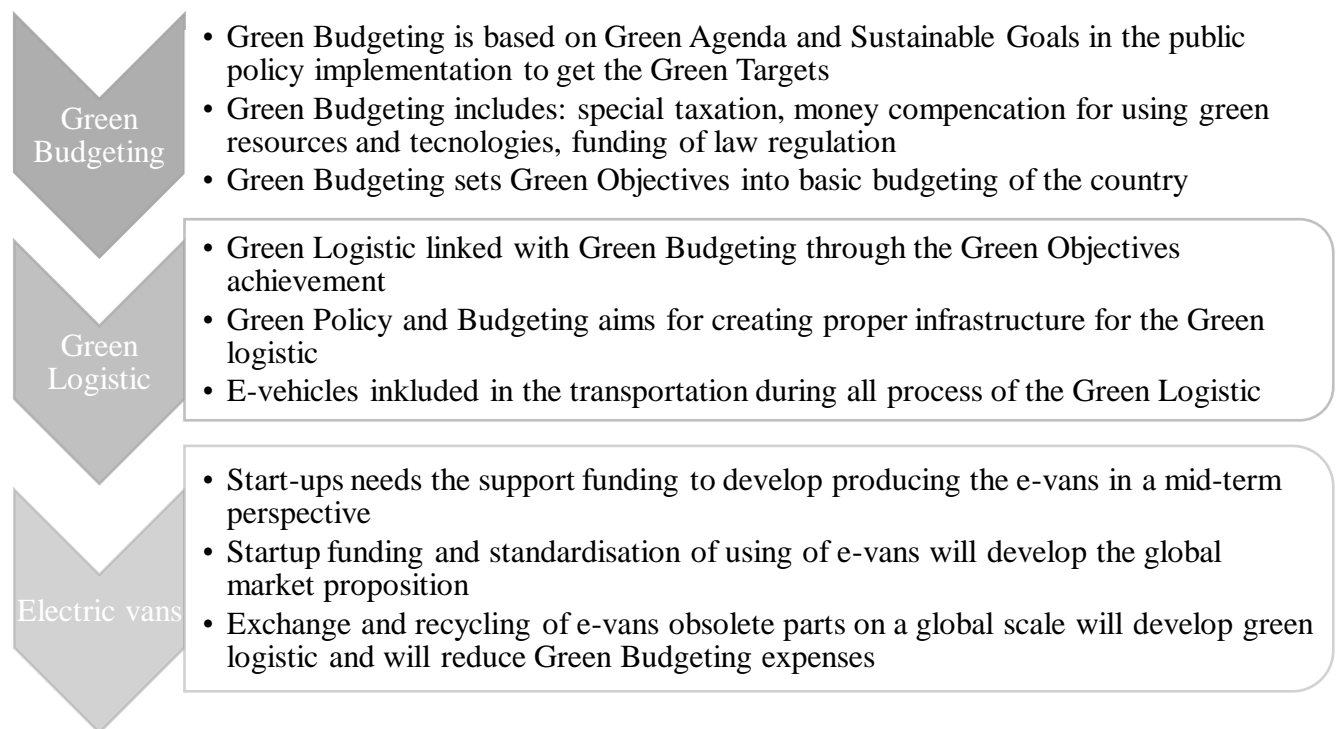 Green
Budgeting
• Green Budgeting is based on Green Agenda and Sustainable Goals in the public
policy implementation to get the Green Targets
• Green Budgeting includes: special taxation, money compencation for using green
resources and tecnologies, funding of law regulation
• Green Budgeting sets Green Objectives into basic budgeting of the country
Green
Logistic
• Green Logistic linked with Green Budgeting through the Green Objectives
achievement
• Green Policy and Budgeting aims for creating proper infrastructure for the Green
logistic
• E-vehicles inkluded in the transportation during all process of the Green Logistic
Electric vans
• Start-ups needs the support funding to develop producing the e-vans in a mid-term
perspective
• Startup funding and standardisation of using of e-vans will develop the global
market proposition
• Exchange and recycling of e-vans obsolete parts on a global scale will develop green
logistic and will reduce Green Budgeting expenses